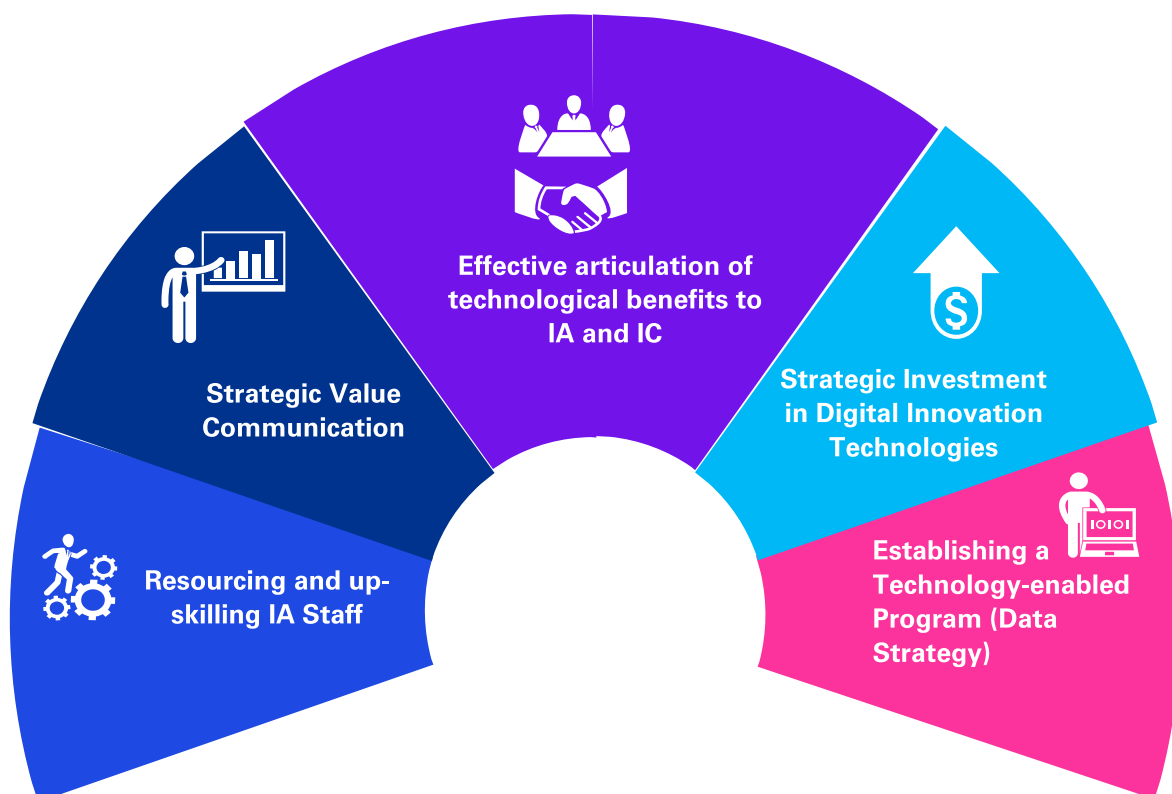 Effective articulation of
technological benefits to
IA and IC
Strategic Value
Communication
Strategic Investment
in Digital Innovation
Technologies
Resourcing and up-
skilling IA Staff
$
10101
Establishing a
Technology-enabled
Program (Data
Strategy)